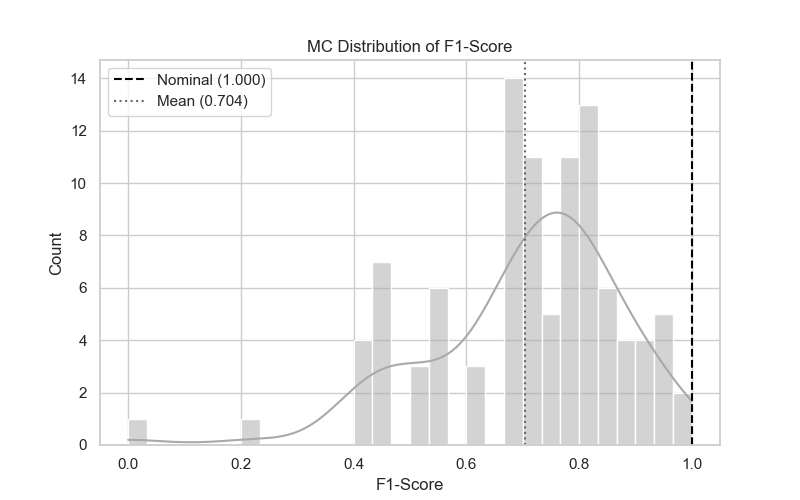 MC Distribution of F1-Score
Nominal (1.000)
Mean (0.704)
14
12
10
8
6
4
2
0
Count
0.0 0.2 0.4 0.6 0.8 1.0
F1-Score